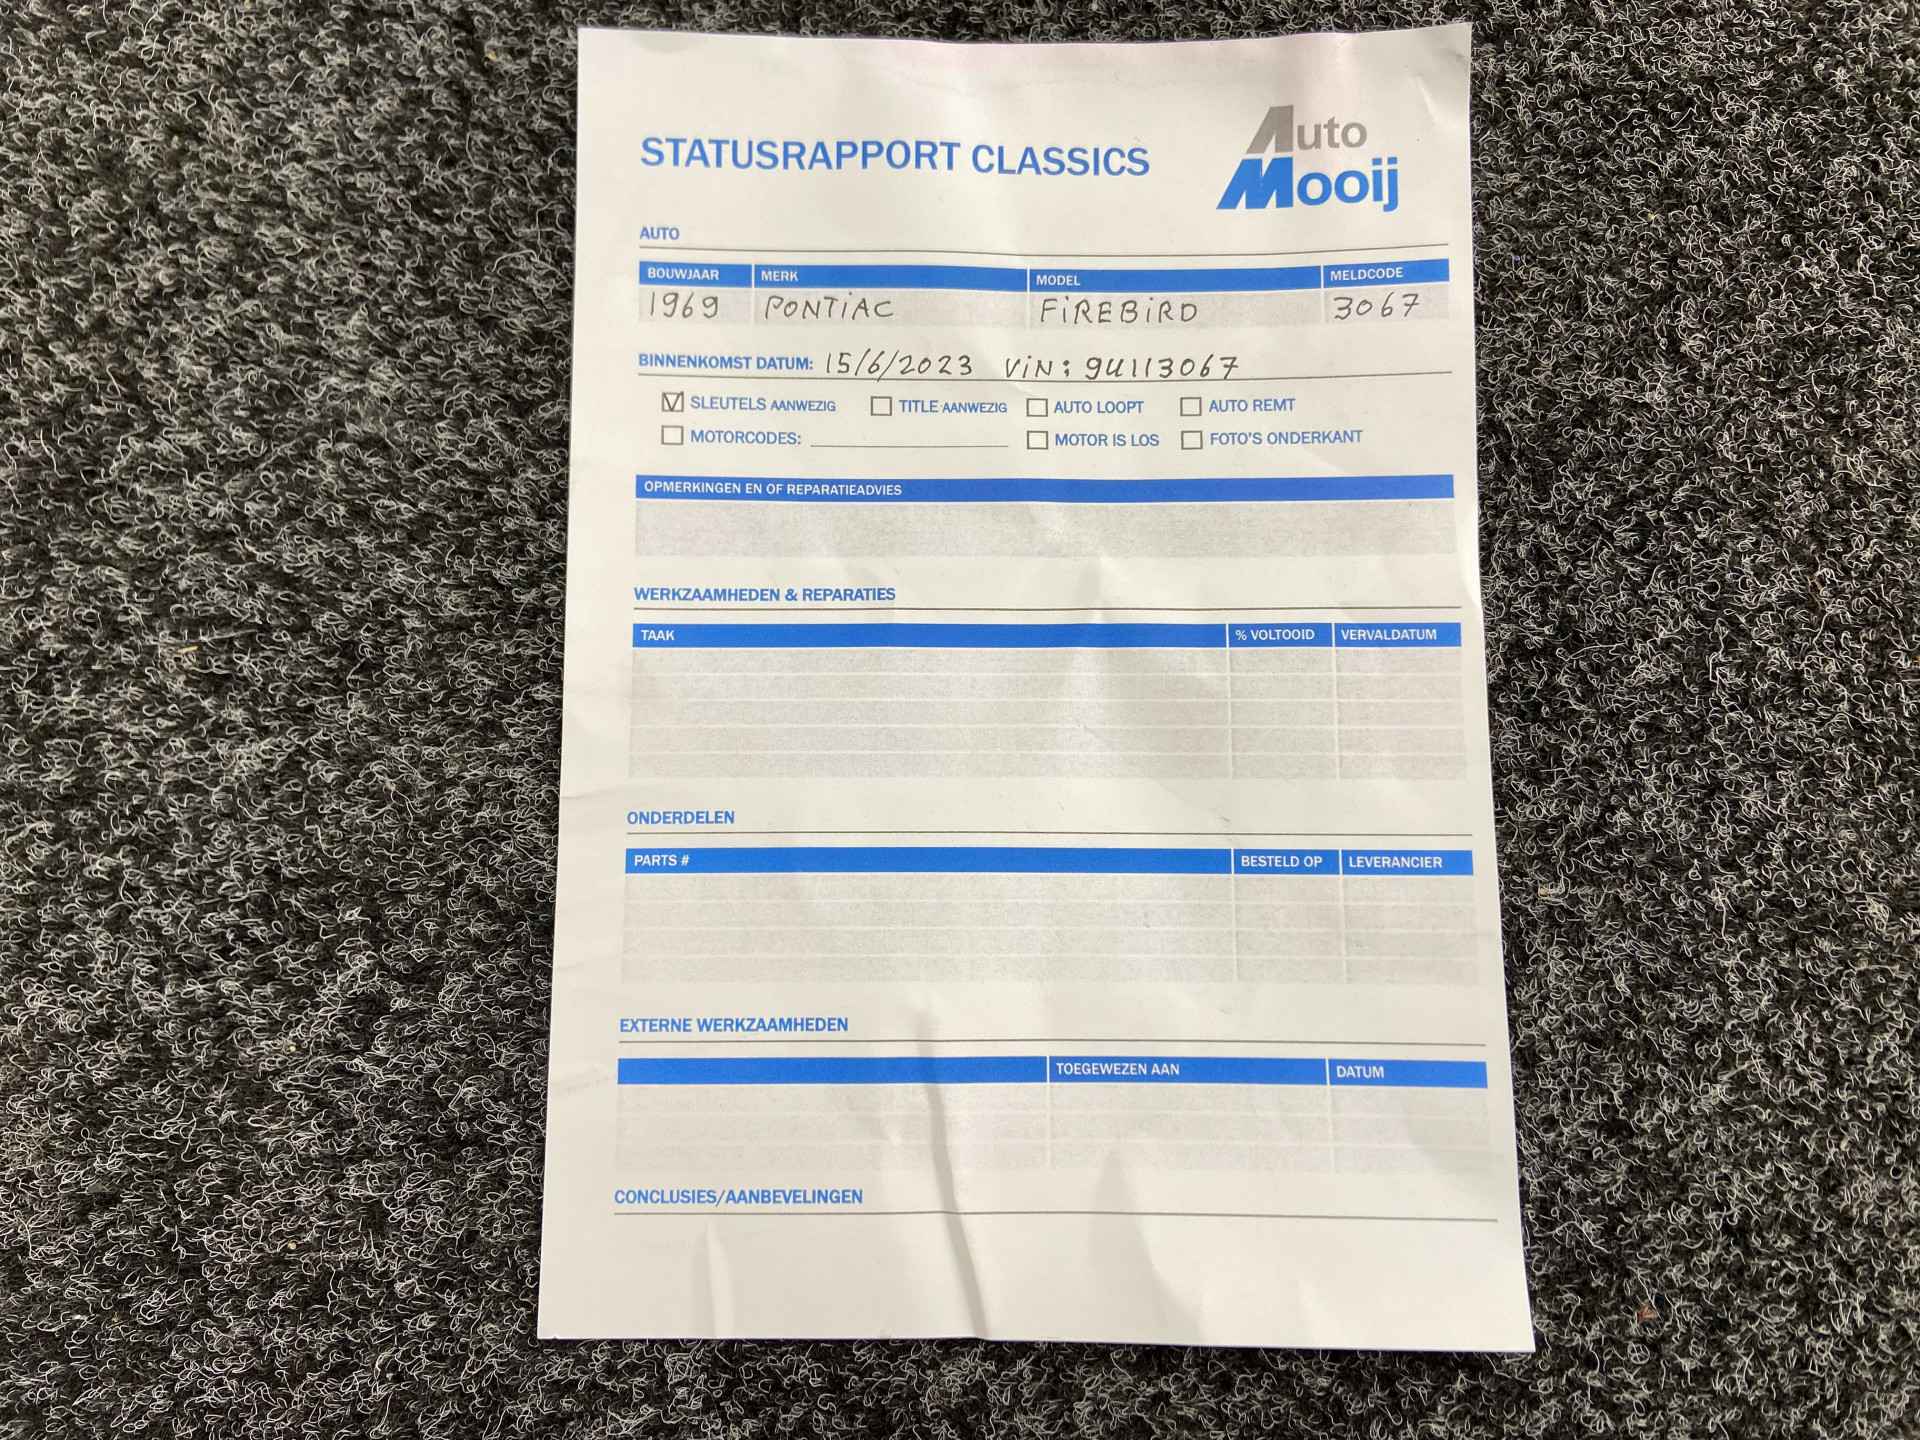 STATUSRAPPORT CLASSICS
Auto
Mooij
AUTO
BOUWJAAR MERK MODEL MELDCODE
1969 PONTiAC FiREBiRD 3067
BINNENKOMST DATUM: 15/6/2023 ViN: 9U113067
SLEUTELS AANWEZIG TITLE AANWEZIG AUTO LOOPT AUTO REMT
MOTORCODES: MOTOR IS LOS FOTO'S ONDERKANT
OPMERKINGEN EN OF REPARATIEADVIES
WERKZAAMHEDEN & REPARATIES
TAAK % VOLTOOID VERVALDATUM
ONDERDELEN
PARTS # BESTELD OP LEVERANCIER
EXTERNE WERKZAAMHEDEN
TOEGEWEZEN AAN DATUM
CONCLUSIES/AANBEVELINGEN